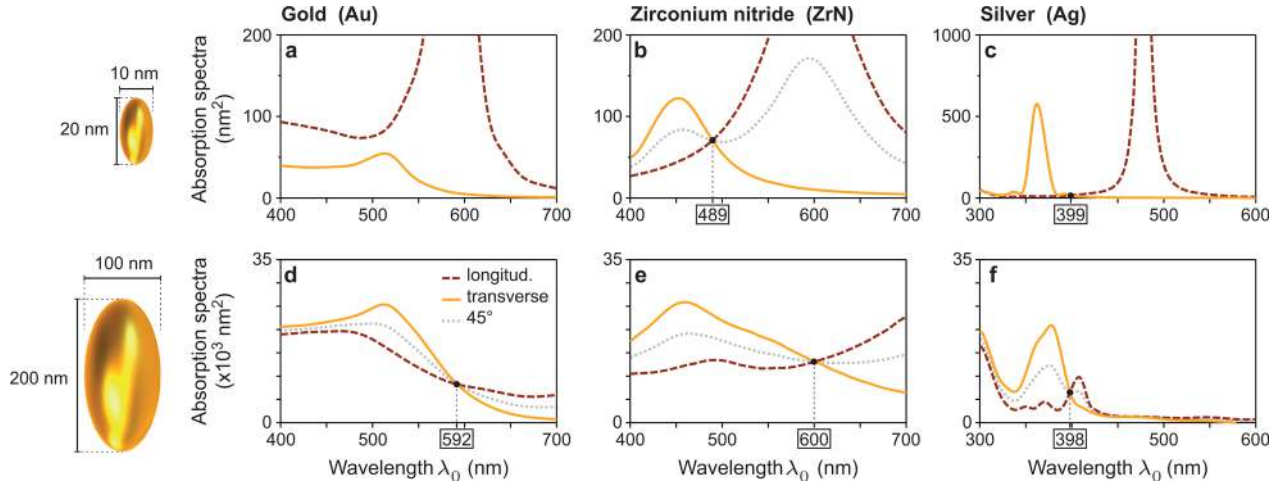 Gold (Au)
Zirconium nitride (ZrN)
Silver (Ag)
10 nm
20 nm
Absorption spectra
(nm²)
a
200
100
0
400 500 600 700
b
200
100
0
400
489
600 700
c
1000
500
0
300
399
500 600
100 nm
200 nm
Absorption spectra
(x10³ nm²)
d
35
0
longitud.
transverse
45°
400 500
592
700
Wavelength λ₀ (nm)
e
35
0
400 500
600
700
Wavelength λ₀ (nm)
f
35
0
300
398
500 600
Wavelength λ₀ (nm)